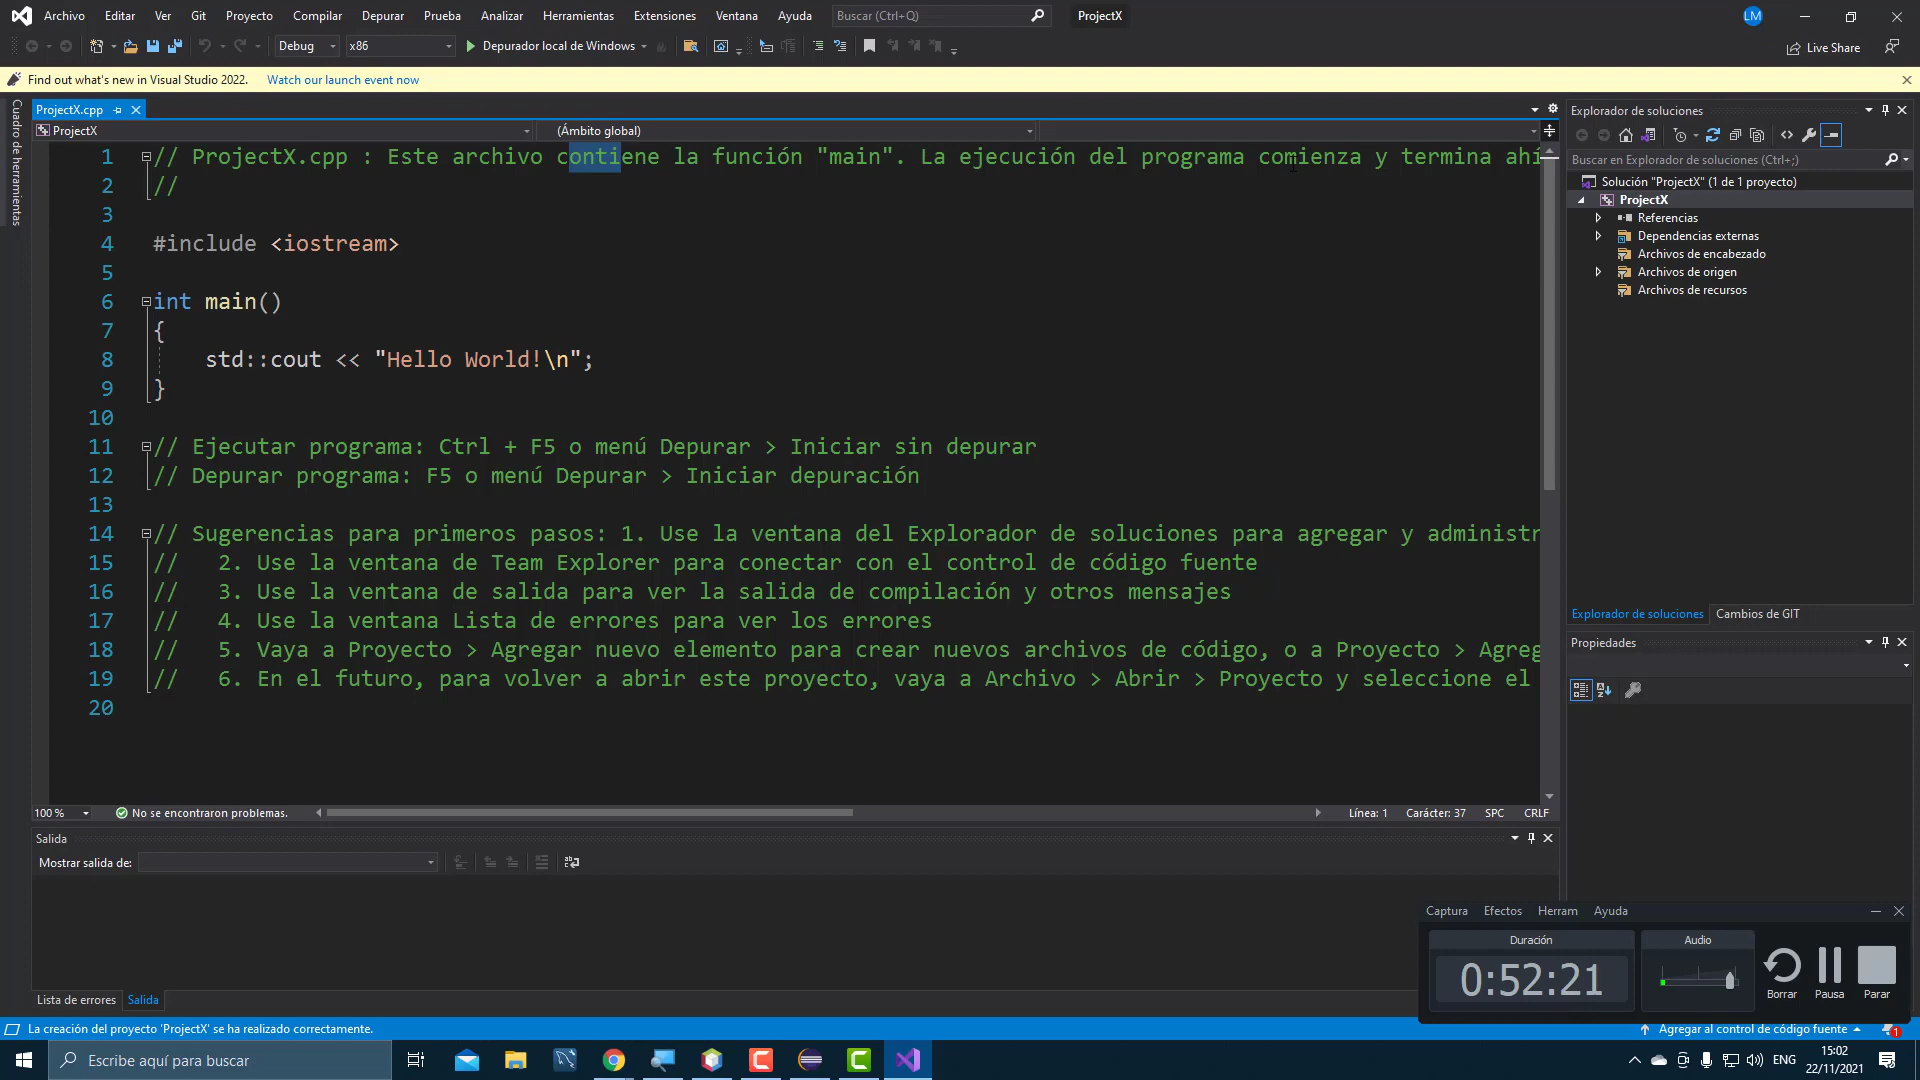 Archivo Editar Ver Git Proyecto Compilar Depurar Prueba Analizar Herramientas Extensiones Ventana Ayuda Buscar (Ctrl+Q) ProjectX LM
Debug x86 Depurador local de Windows Live Share
Find out what's new in Visual Studio 2022. Watch our launch event now
Cuadro de herramientas
ProjectX.cpp
ProjectX (Ámbito global)
1 // ProjectX.cpp : Este archivo contiene la función "main". La ejecución del programa comienza y termina ahí
2 //
3
4 #include <iostream>
5
6 int main()
7 {
8 std::cout << "Hello World!\n";
9 }
10
11 // Ejecutar programa: Ctrl + F5 o menú Depurar > Iniciar sin depurar
12 // Depurar programa: F5 o menú Depurar > Iniciar depuración
13
14 // Sugerencias para primeros pasos: 1. Use la ventana del Explorador de soluciones para agregar y administr
15 // 2. Use la ventana de Team Explorer para conectar con el control de código fuente
16 // 3. Use la ventana de salida para ver la salida de compilación y otros mensajes
17 // 4. Use la ventana Lista de errores para ver los errores
18 // 5. Vaya a Proyecto > Agregar nuevo elemento para crear nuevos archivos de código, o a Proyecto > Agreg
19 // 6. En el futuro, para volver a abrir este proyecto, vaya a Archivo > Abrir > Proyecto y seleccione el
20
100 % No se encontraron problemas. Línea: 1 Carácter: 37 SPC CRLF
Salida
Mostrar salida de:
Lista de errores Salida
Explorador de soluciones
Buscar en Explorador de soluciones (Ctrl+;)
Solución "ProjectX" (1 de 1 proyecto)
ProjectX
Referencias
Dependencias externas
Archivos de encabezado
Archivos de origen
Archivos de recursos
Explorador de soluciones Cambios de GIT
Propiedades
Captura Efectos Herram Ayuda
Duración Audio
0:52:21
Borrar Pausa Parar
La creación del proyecto 'ProjectX' se ha realizado correctamente. Agregar al control de código fuente 1
Escribe aquí para buscar
ENG
15:02
22/11/2021